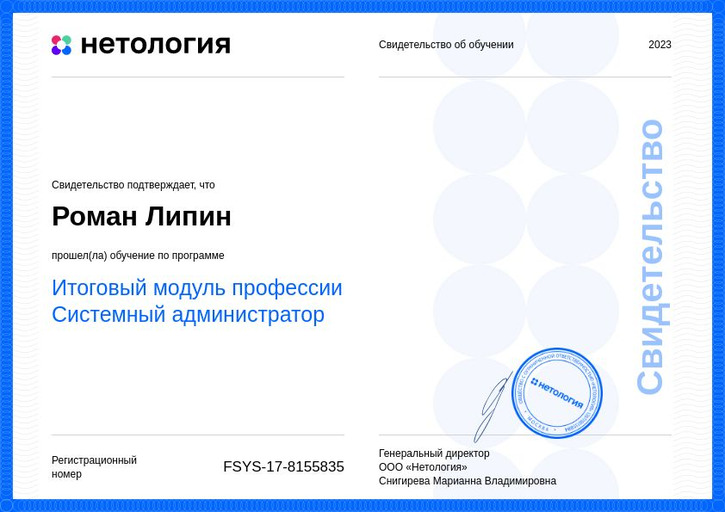 нетология
Свидетельство об обучении
2023
Свидетельство подтверждает, что
Роман Липин
прошел(ла) обучение по программе
Итоговый модуль профессии
Системный администратор
Свидетельство
нетология
МОСКВА
Регистрационный
номер
FSYS-17-8155835
Генеральный директор
ООО «Нетология»
Снигирева Марианна Владимировна